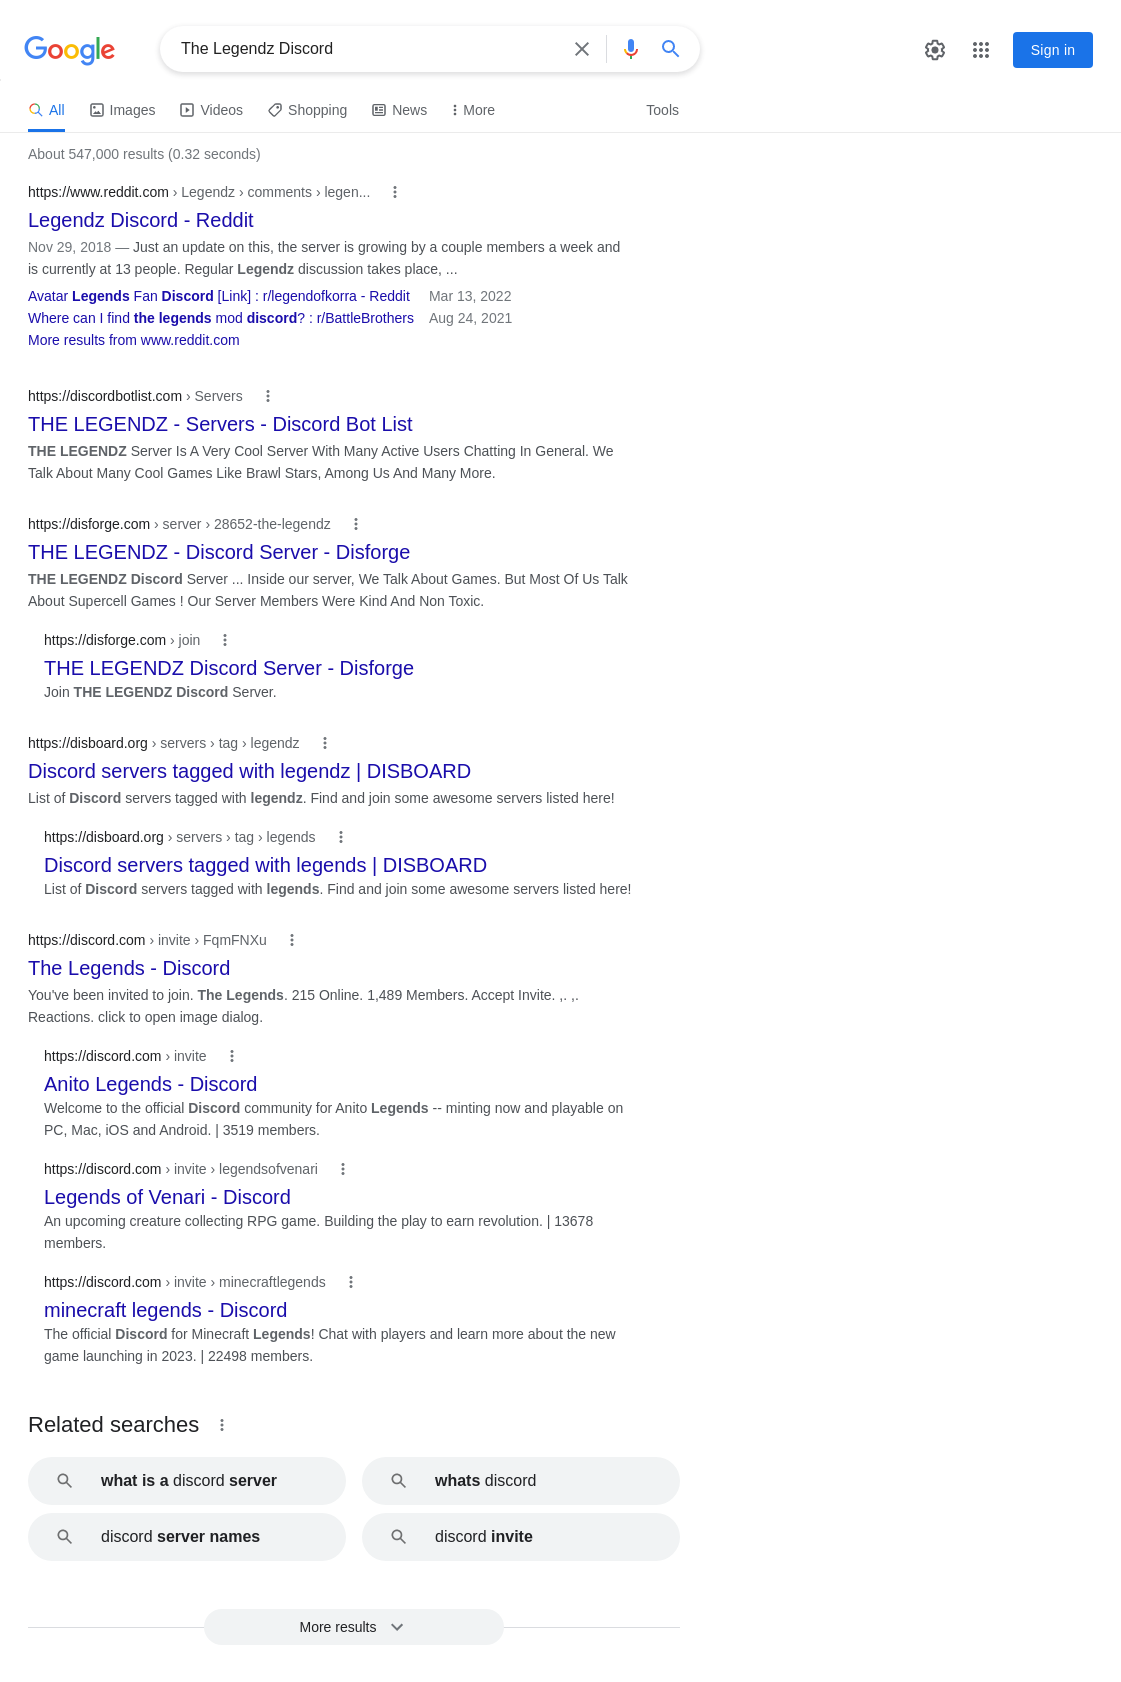 Google
The Legendz Discord
Sign in
All
Images
Videos
Shopping
News
More
Tools
About 547,000 results (0.32 seconds)
https://www.reddit.com › Legendz › comments › legen...
Legendz Discord - Reddit
Nov 29, 2018 — Just an update on this, the server is growing by a couple members a week and
is currently at 13 people. Regular Legendz discussion takes place, ...
Avatar Legends Fan Discord [Link] : r/legendofkorra - Reddit Mar 13, 2022
Where can I find the legends mod discord? : r/BattleBrothers Aug 24, 2021
More results from www.reddit.com
https://discordbotlist.com › Servers
THE LEGENDZ - Servers - Discord Bot List
THE LEGENDZ Server Is A Very Cool Server With Many Active Users Chatting In General. We
Talk About Many Cool Games Like Brawl Stars, Among Us And Many More.
https://disforge.com › server › 28652-the-legendz
THE LEGENDZ - Discord Server - Disforge
THE LEGENDZ Discord Server ... Inside our server, We Talk About Games. But Most Of Us Talk
About Supercell Games ! Our Server Members Were Kind And Non Toxic.
https://disforge.com › join
THE LEGENDZ Discord Server - Disforge
Join THE LEGENDZ Discord Server.
https://disboard.org › servers › tag › legendz
Discord servers tagged with legendz | DISBOARD
List of Discord servers tagged with legendz. Find and join some awesome servers listed here!
https://disboard.org › servers › tag › legends
Discord servers tagged with legends | DISBOARD
List of Discord servers tagged with legends. Find and join some awesome servers listed here!
https://discord.com › invite › FqmFNXu
The Legends - Discord
You've been invited to join. The Legends. 215 Online. 1,489 Members. Accept Invite. ,. ,.
Reactions. click to open image dialog.
https://discord.com › invite
Anito Legends - Discord
Welcome to the official Discord community for Anito Legends -- minting now and playable on
PC, Mac, iOS and Android. | 3519 members.
https://discord.com › invite › legendsofvenari
Legends of Venari - Discord
An upcoming creature collecting RPG game. Building the play to earn revolution. | 13678
members.
https://discord.com › invite › minecraftlegends
minecraft legends - Discord
The official Discord for Minecraft Legends! Chat with players and learn more about the new
game launching in 2023. | 22498 members.
Related searches
what is a discord server
whats discord
discord server names
discord invite
More results